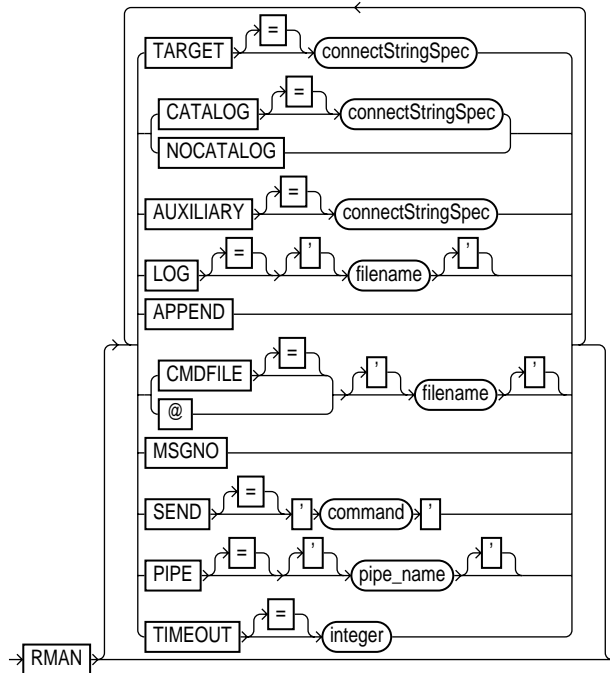 =
TARGET connectStringSpec
=
CATALOG connectStringSpec
NOCATALOG
=
AUXILIARY connectStringSpec
= ' '
LOG filename
APPEND
=
CMDFILE ' '
@ filename
MSGNO
=
SEND ' command '
= ' '
PIPE pipe_name
=
TIMEOUT integer
RMAN